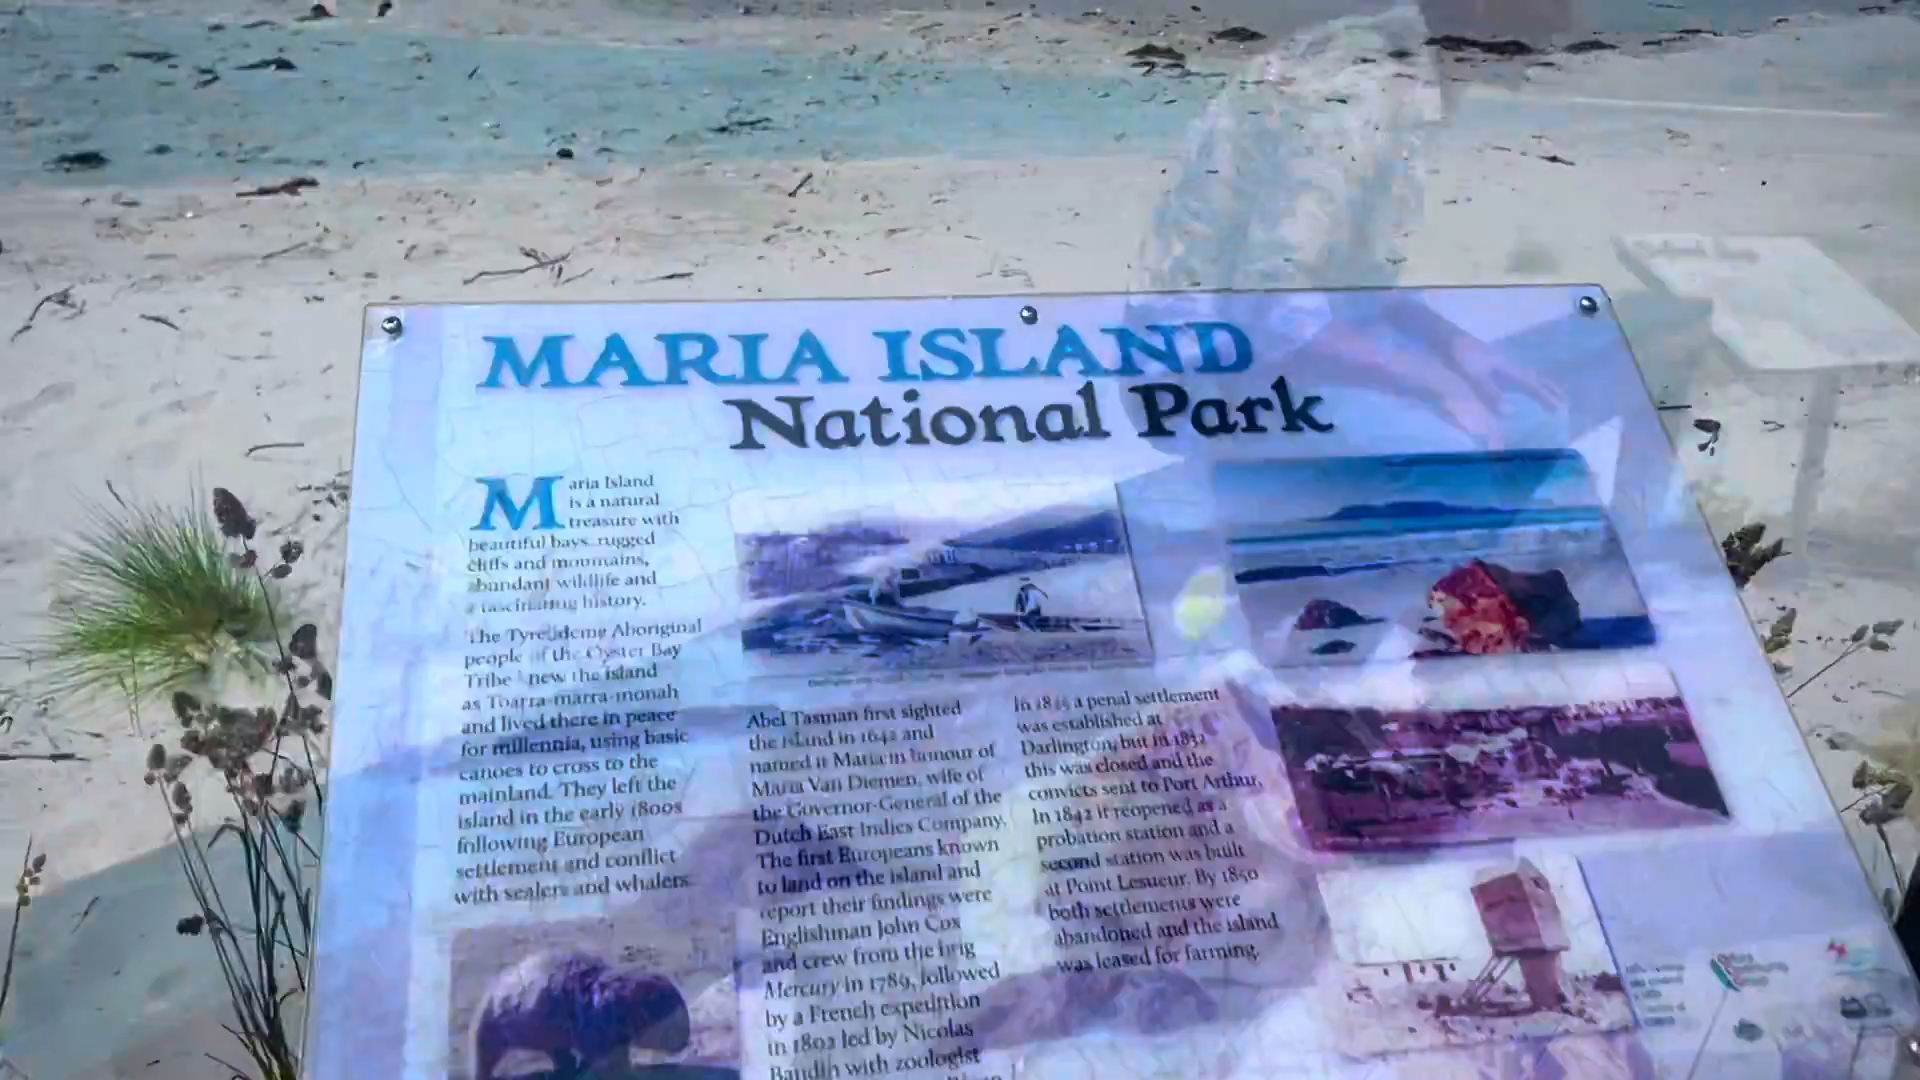 MARIA ISLAND
National Park
Maria Island
is a natural
treasure with
beautiful bays, rugged
cliffs and mountains,
abundant wildlife and
a fascinating history.
The Tyreddeme Aboriginal
people of the Oyster Bay
Tribe knew the island
as Toarra-marra-monah
and lived there in peace
for millennia, using basic
canoes to cross to the
mainland. They left the
island in the early 1800s
following European
settlement and conflict
with sealers and whalers.
Abel Tasman first sighted
the island in 1642 and
named it Maria in honour of
Maria Van Diemen, wife of
the Governor-General of the
Dutch East Indies Company.
The first Europeans known
to land on the island and
report their findings were
Englishman John Cox
and crew from the brig
Mercury in 1789, followed
by a French expedition
in 1802 led by Nicolas
Baudin with zoologist
In 1825 a penal settlement
was established at
Darlington, but in 1832
this was closed and the
convicts sent to Port Arthur.
In 1842 it reopened as a
probation station and a
second station was built
at Point Lesueur. By 1850
both settlements were
abandoned and the island
was leased for farming.